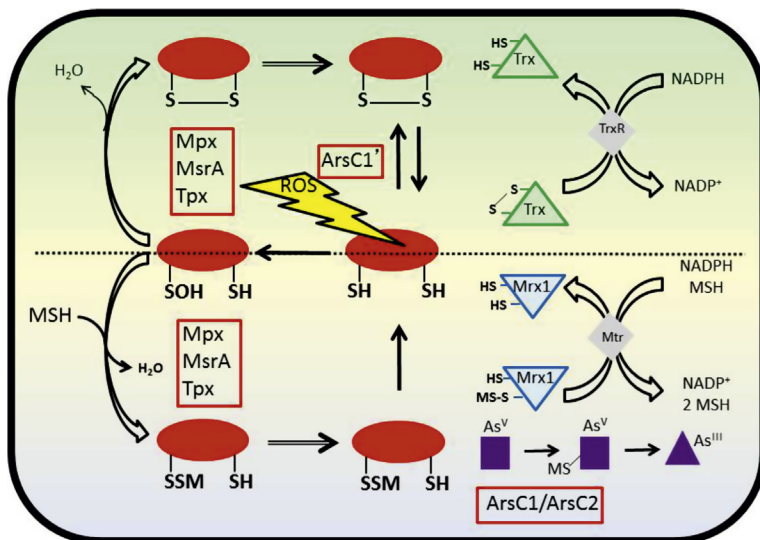 H₂O
S S
S S
HS
HS
Trx
NADPH
TrxR
NADP⁺
S
S
Trx
Mpx
MsrA
Tpx
ArsC1'
ROS
SOH SH
SH SH
MSH
H₂O
Mpx
MsrA
Tpx
HS
HS
Mrx1
NADPH
MSH
Mtr
HS
MS-S
Mrx1
NADP⁺
2 MSH
SSM SH
SSM SH
Asⱽ
Asⱽ
MS
Asᴵᴵᴵ
ArsC1/ArsC2